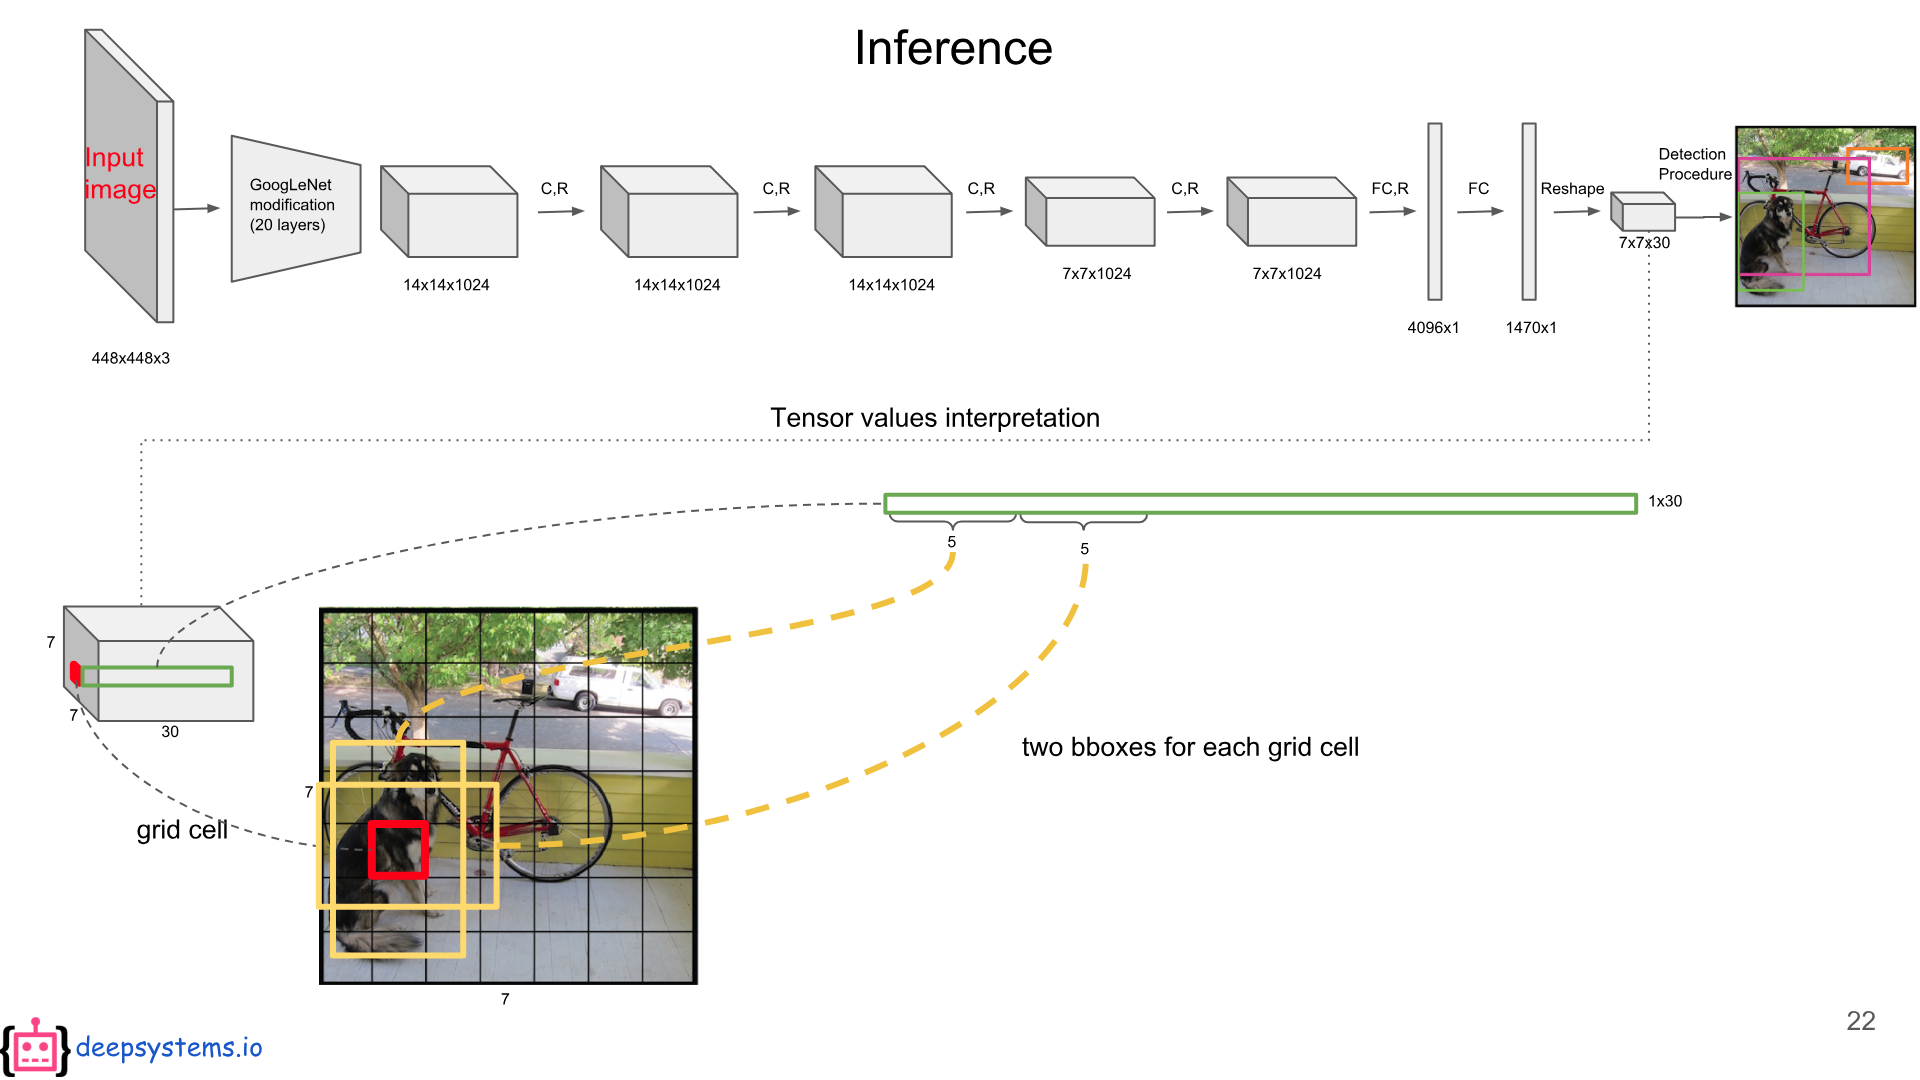 Inference
Input
image
448x448x3
GoogLeNet
modification
(20 layers)
14x14x1024
C,R
14x14x1024
C,R
14x14x1024
C,R
7x7x1024
C,R
7x7x1024
FC,R
4096x1
FC
1470x1
Reshape
7x7x30
Detection
Procedure
Tensor values interpretation
1x30
5
5
7
7
30
grid cell
7
7
two bboxes for each grid cell
deepsystems.io
22